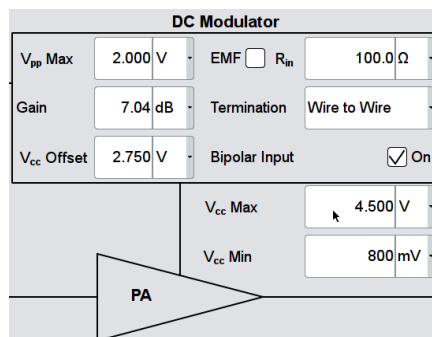 DC Modulator
Vpp Max 2.000 V EMF Rin 100.0 Ω
Gain 7.04 dB Termination Wire to Wire
Vcc Offset 2.750 V Bipolar Input On
Vcc Max 4.500 V
Vcc Min 800 mV
PA